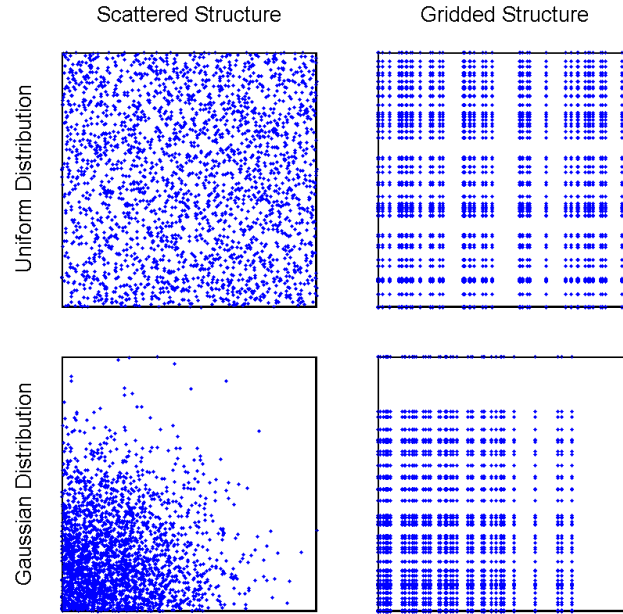 Scattered Structure
Gridded Structure
Uniform Distribution
Gaussian Distribution